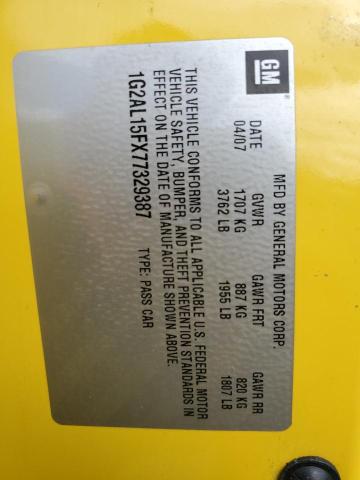 GM
MFD BY GENERAL MOTORS CORP.
DATE GVWR GAWR FRT GAWR RR
04/07 1707 KG 887 KG 820 KG
3762 LB 1955 LB 1807 LB
THIS VEHICLE CONFORMS TO ALL APPLICABLE U.S. FEDERAL MOTOR
VEHICLE SAFETY, BUMPER, AND THEFT PREVENTION STANDARDS IN
EFFECT ON THE DATE OF MANUFACTURE SHOWN ABOVE.
1G2AL15FX77329387 TYPE: PASS CAR